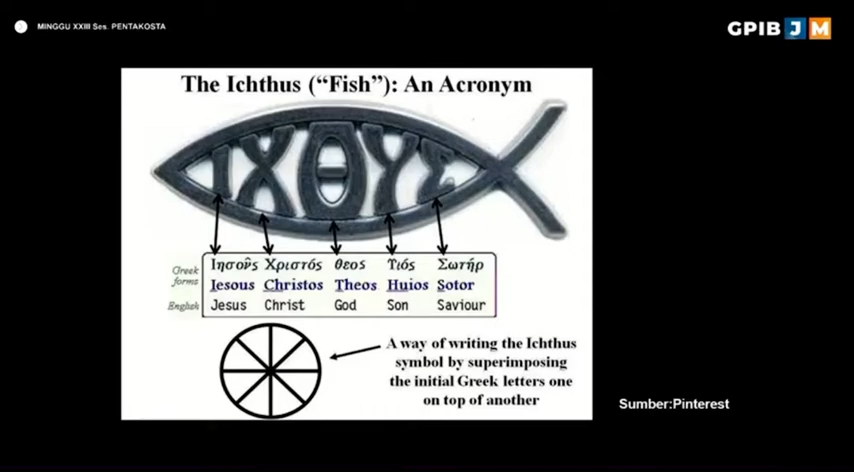 MINGGU XXIII Ses. PENTAKOSTA
GPIB J M
The Ichthus (“Fish”): An Acronym
ΙΧΘΥΣ
Greek forms
Ιησοῦς Χριστός θεος Τιός Σωτήρ
Iesous Christos Theos Huios Sotor
English Jesus Christ God Son Saviour
A way of writing the Ichthus
symbol by superimposing
the initial Greek letters one
on top of another
Sumber:Pinterest